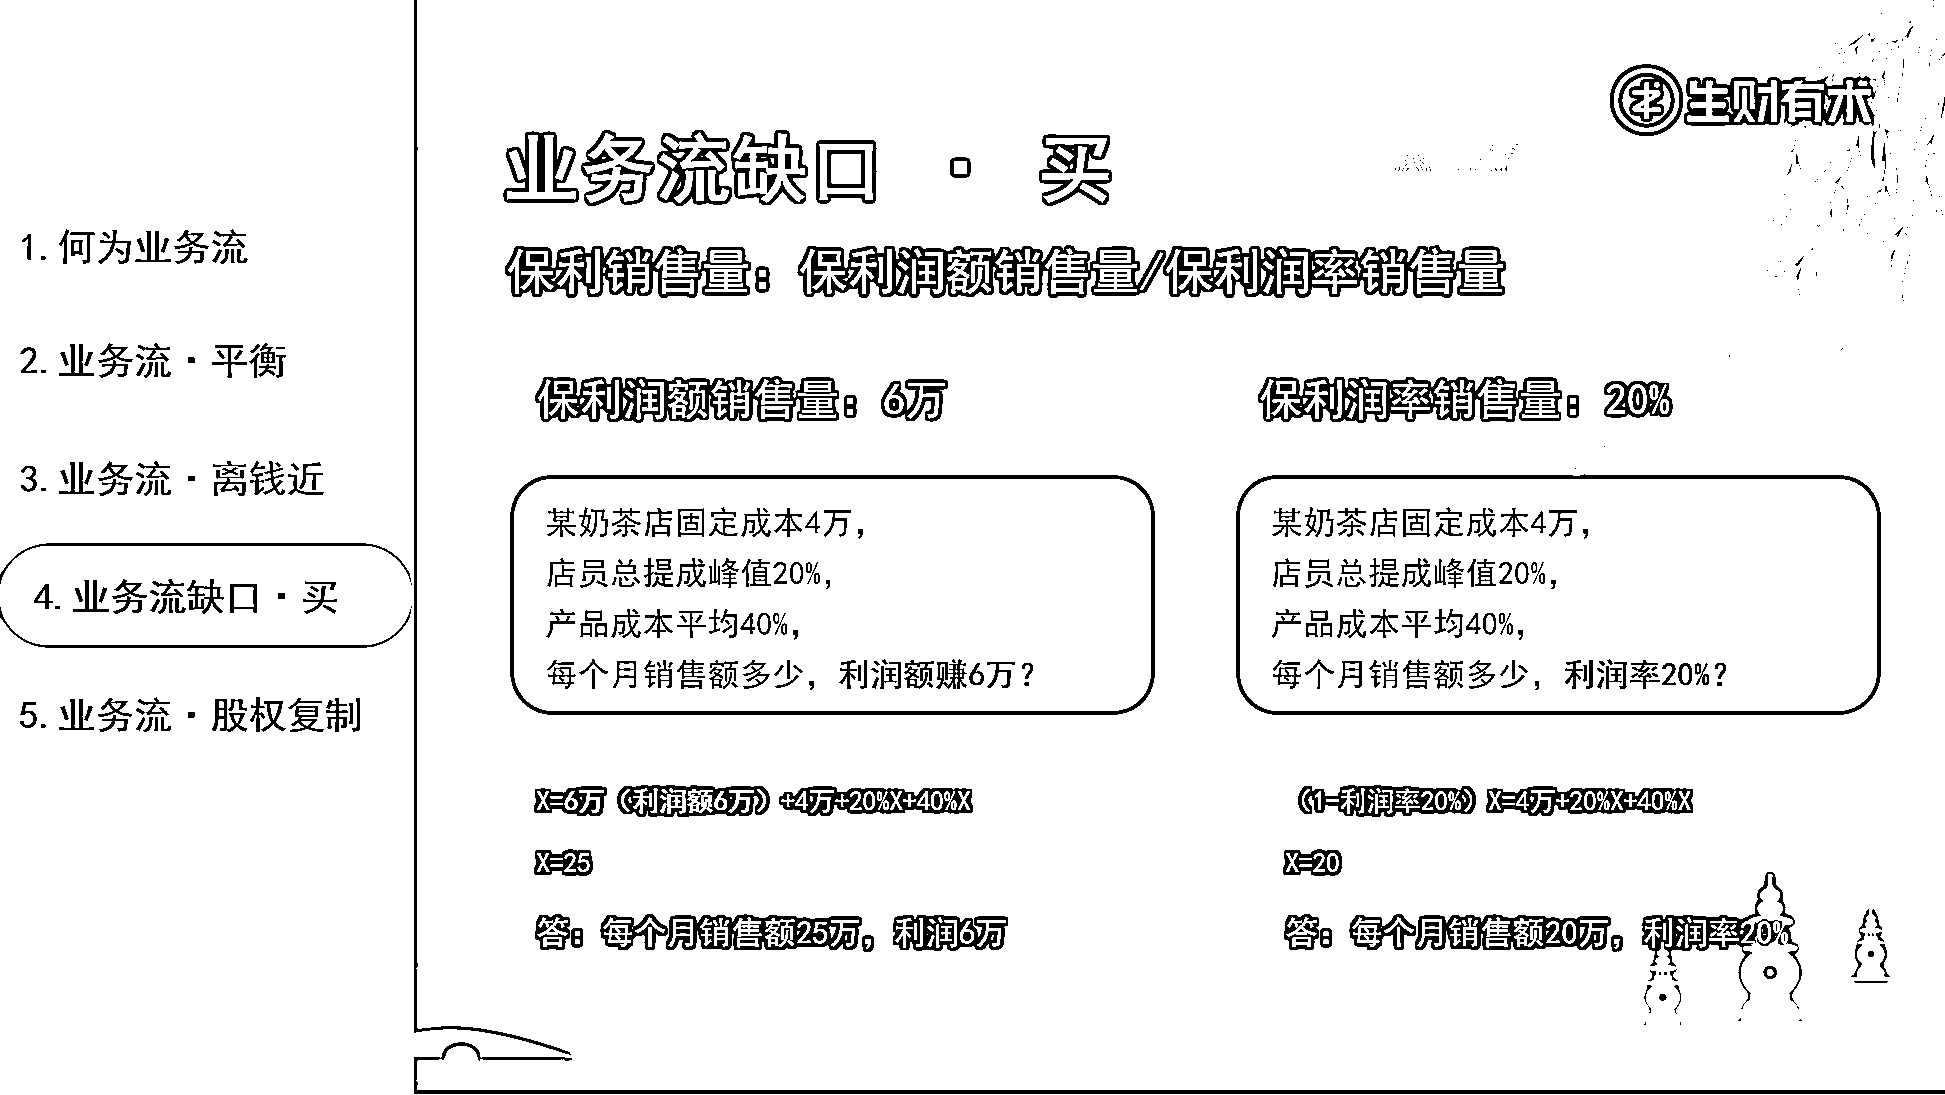 生财有术
业务流缺口 · 买
1.何为业务流
2.业务流·平衡
3.业务流·离钱近
4.业务流缺口·买
5.业务流·股权复制
保利销售量：保利润额销售量/保利润率销售量
保利润额销售量：6万
某奶茶店固定成本4万，
店员总提成峰值20%，
产品成本平均40%，
每个月销售额多少，利润额赚6万？
X=6万（利润额6万）+4万+20%X+40%X
X=25
答：每个月销售额25万，利润6万
保利润率销售量：20%
某奶茶店固定成本4万，
店员总提成峰值20%，
产品成本平均40%，
每个月销售额多少，利润率20%？
（1-利润率20%）X=4万+20%X+40%X
X=20
答：每个月销售额20万，利润率20%